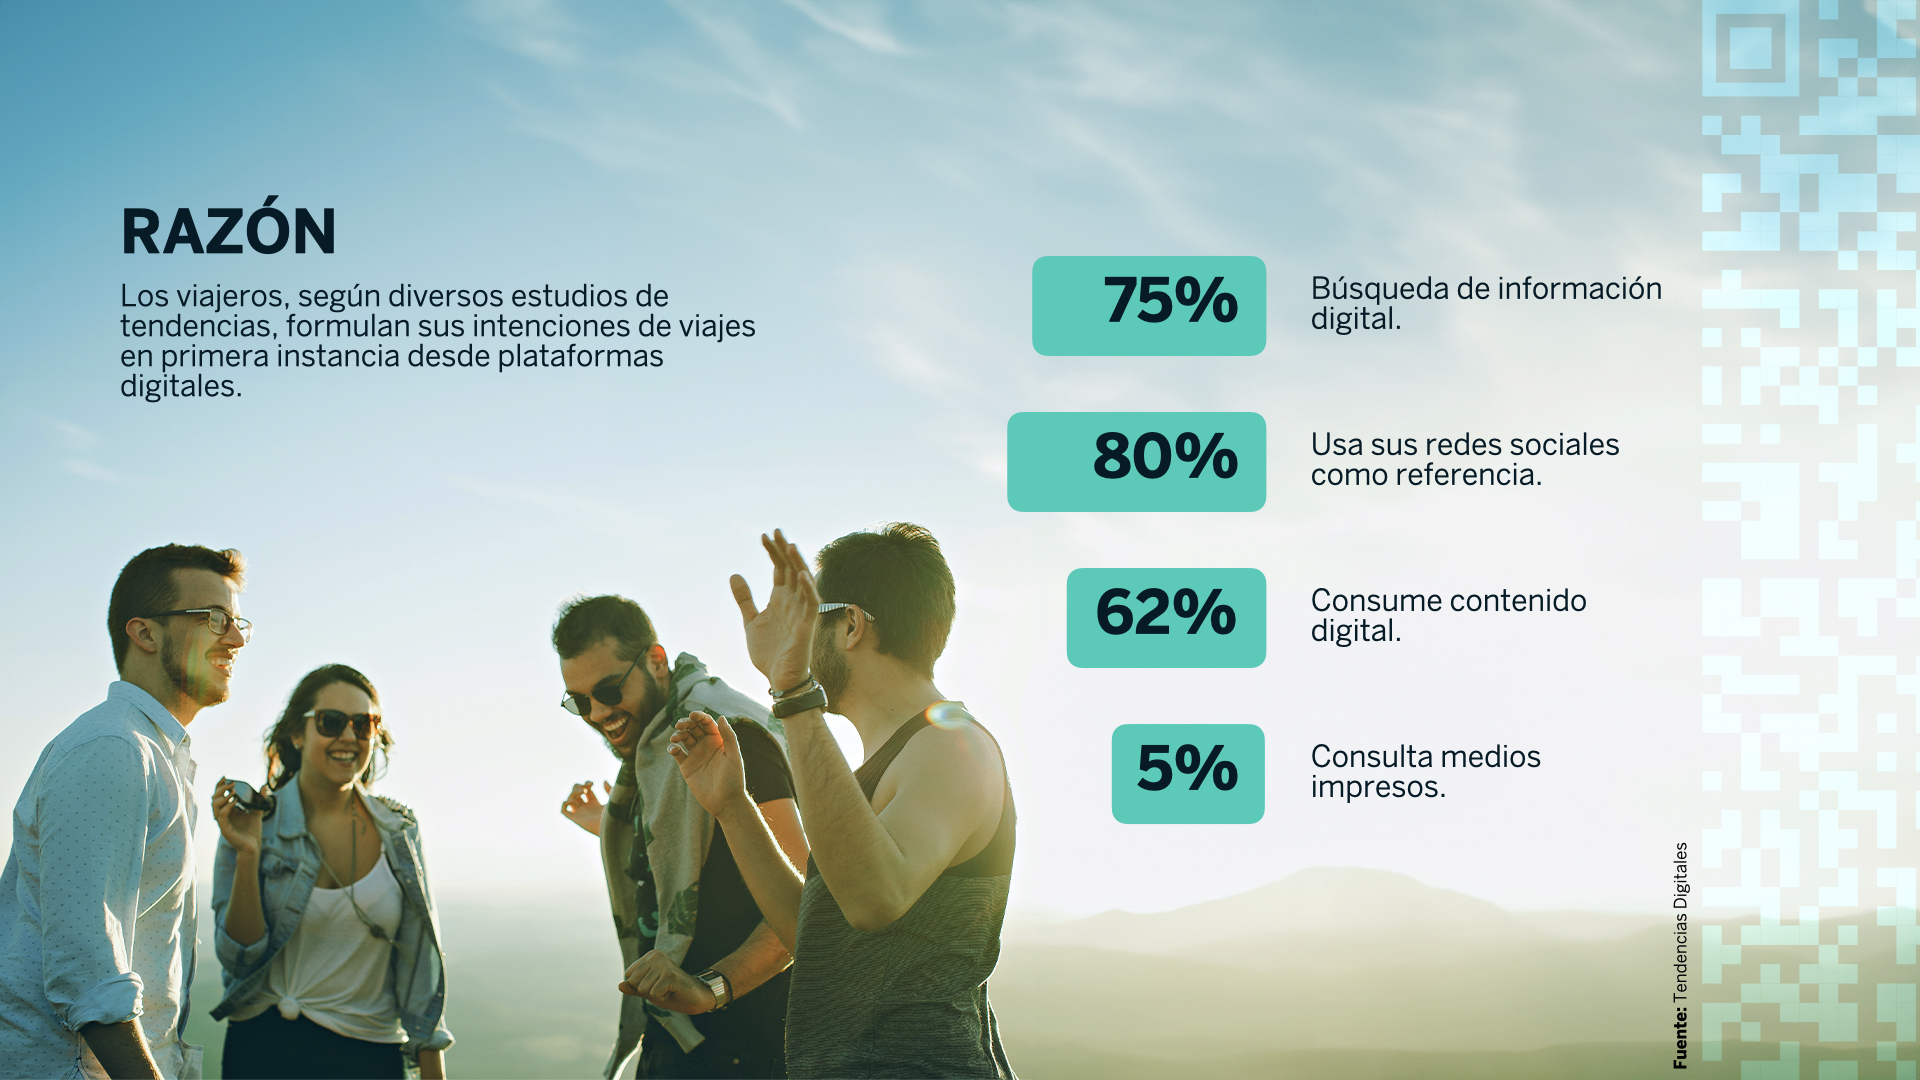 RAZÓN
Los viajeros, según diversos estudios de
tendencias, formulan sus intenciones de viajes
en primera instancia desde plataformas
digitales.
75%
Búsqueda de información
digital.
80%
Usa sus redes sociales
como referencia.
62%
Consume contenido
digital.
5%
Consulta medios
impresos.
Fuente: Tendencias Digitales